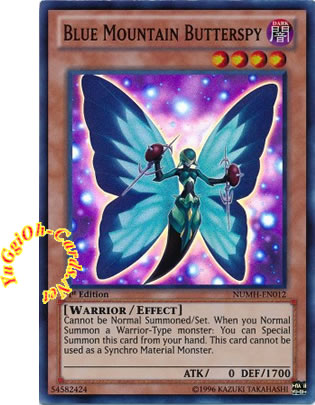 BLUE MOUNTAIN BUTTERSPY
DARK
闇
YuGgiOh-Cards.Net
1st Edition
NUMH-EN012
[WARRIOR / EFFECT]
Cannot be Normal Summoned/Set. When you Normal
Summon a Warrior-Type monster: You can Special
Summon this card from your hand. This card cannot
be used as a Synchro Material Monster.
ATK/ 0 DEF/1700
54582424
©1996 KAZUKI TAKAHASHI